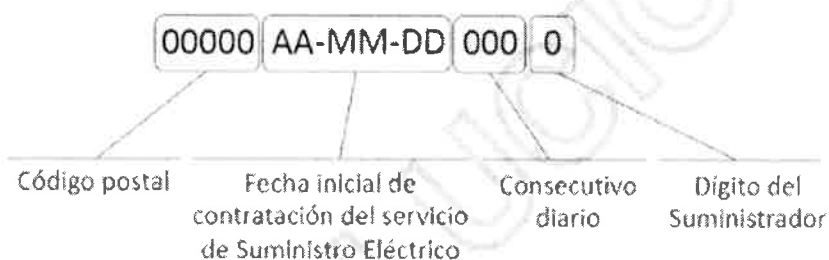 00000 AA-MM-DD 000 0
Código postal Fecha inicial de contratación del servicio de Suministro Eléctrico Consecutivo diario Dígito del Suministrador